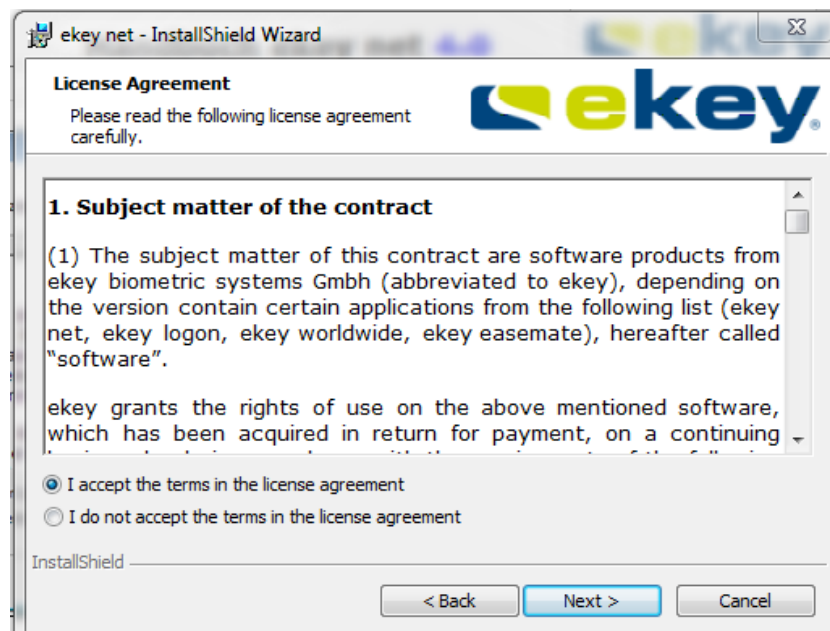 ekey net - InstallShield Wizard
License Agreement
Please read the following license agreement
carefully.
ekey®
1. Subject matter of the contract
(1) The subject matter of this contract are software products from
ekey biometric systems Gmbh (abbreviated to ekey), depending on
the version contain certain applications from the following list (ekey
net, ekey logon, ekey worldwide, ekey easemate), hereafter called
“software”.
ekey grants the rights of use on the above mentioned software,
which has been acquired in return for payment, on a continuing
I accept the terms in the license agreement
I do not accept the terms in the license agreement
InstallShield
< Back
Next >
Cancel